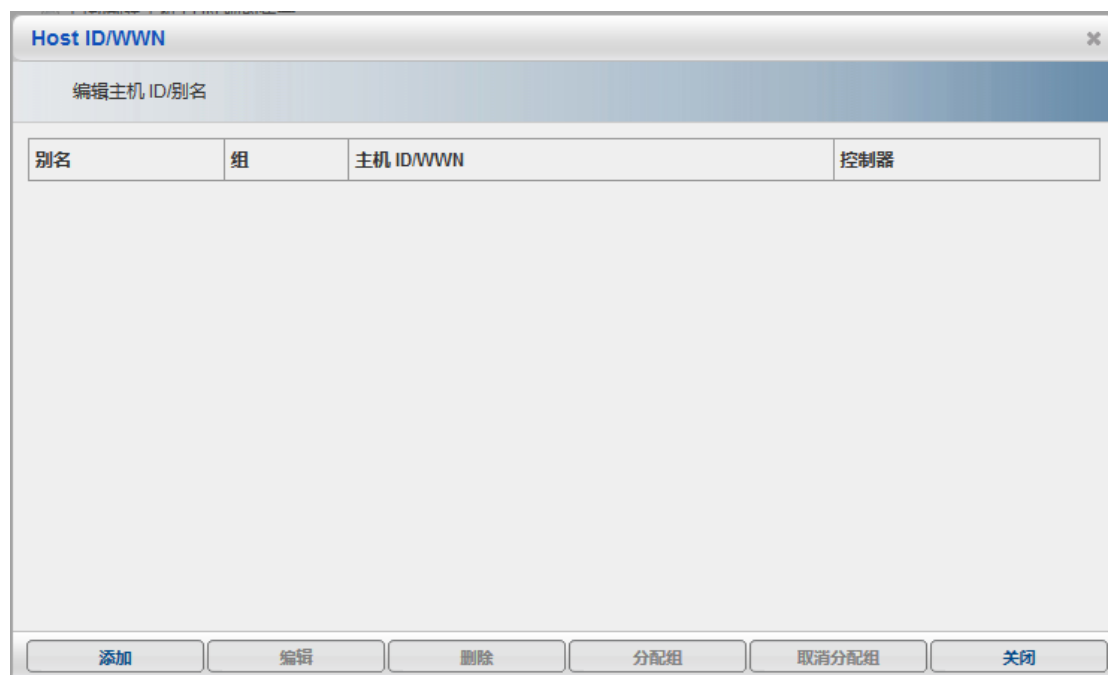 Host ID/WWN
编辑主机 ID/别名
别名 组 主机 ID/WWN 控制器
添加 编辑 删除 分配组 取消分配组 关闭